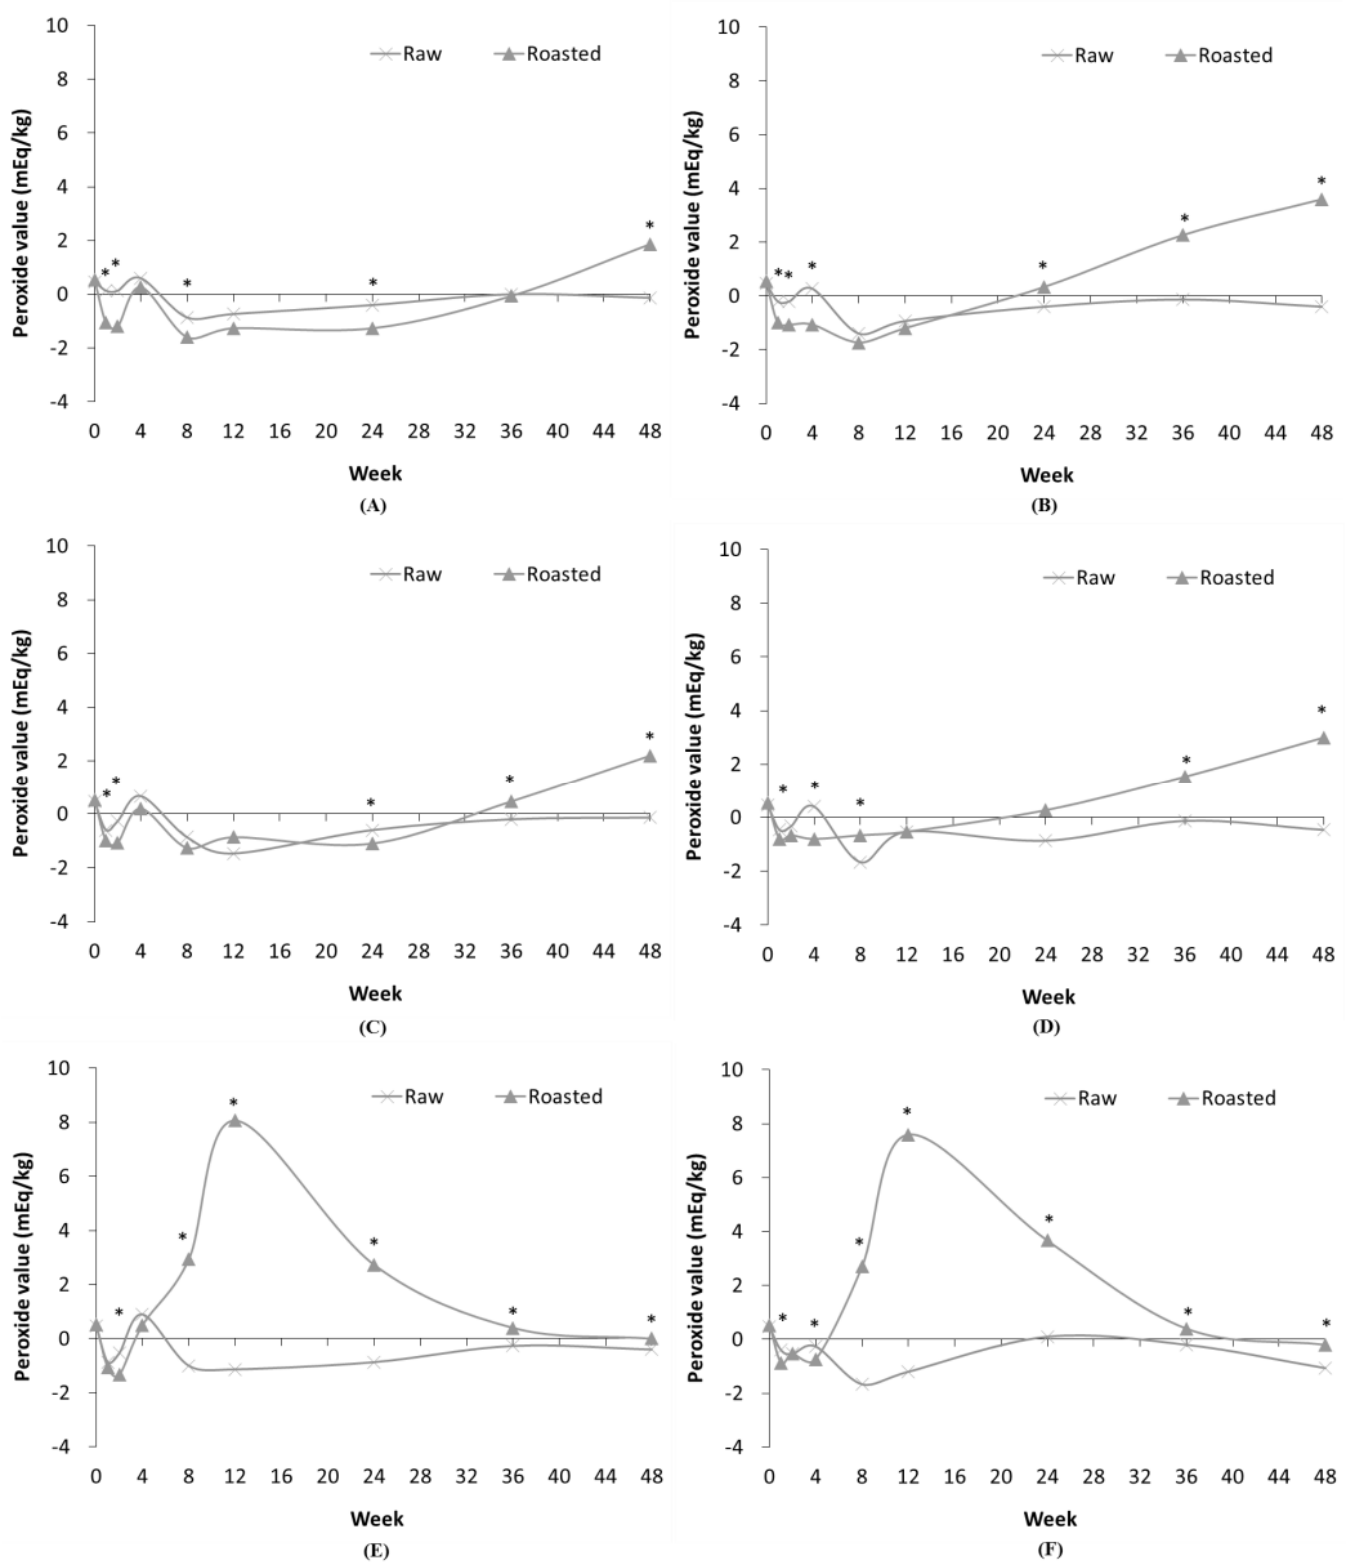 10
8
6
4
2
0
-2
-4
Peroxide value (mEq/kg)
Raw Roasted
* * * * *
0 4 8 12 16 20 24 28 32 36 40 44 48
Week
(A)
10
8
6
4
2
0
-2
-4
Peroxide value (mEq/kg)
Raw Roasted
* * * * * *
0 4 8 12 16 20 24 28 32 36 40 44 48
Week
(B)
10
8
6
4
2
0
-2
-4
Peroxide value (mEq/kg)
Raw Roasted
* * * * *
0 4 8 12 16 20 24 28 32 36 40 44 48
Week
(C)
10
8
6
4
2
0
-2
-4
Peroxide value (mEq/kg)
Raw Roasted
* * * * *
0 4 8 12 16 20 24 28 32 36 40 44 48
Week
(D)
10
8
6
4
2
0
-2
-4
Peroxide value (mEq/kg)
Raw Roasted
* * * * * *
0 4 8 12 16 20 24 28 32 36 40 44 48
Week
(E)
10
8
6
4
2
0
-2
-4
Peroxide value (mEq/kg)
Raw Roasted
* * * * * * *
0 4 8 12 16 20 24 28 32 36 40 44 48
Week
(F)